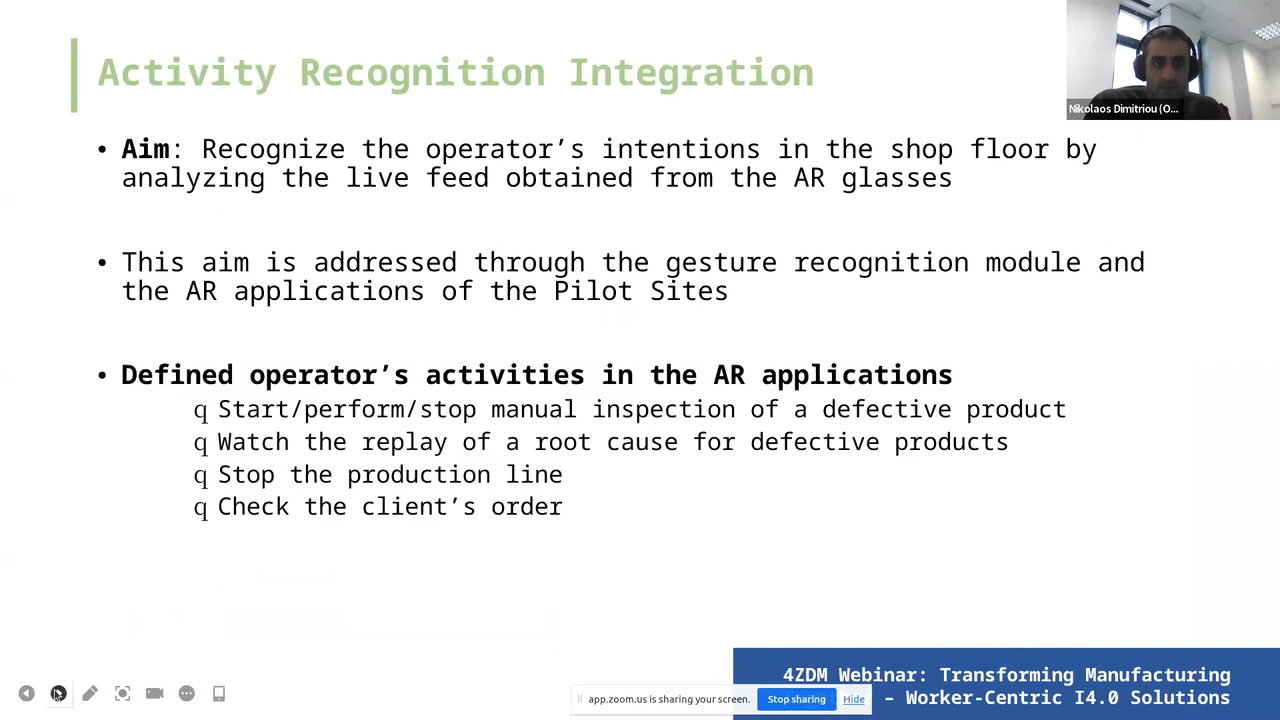 Activity Recognition Integration
Nikolaos Dimitriou (O...
• Aim: Recognize the operator’s intentions in the shop floor by
analyzing the live feed obtained from the AR glasses
• This aim is addressed through the gesture recognition module and
the AR applications of the Pilot Sites
• Defined operator’s activities in the AR applications
q Start/perform/stop manual inspection of a defective product
q Watch the replay of a root cause for defective products
q Stop the production line
q Check the client’s order
4ZDM Webinar: Transforming Manufacturing
– Worker-Centric I4.0 Solutions
app.zoom.us is sharing your screen. Stop sharing Hide